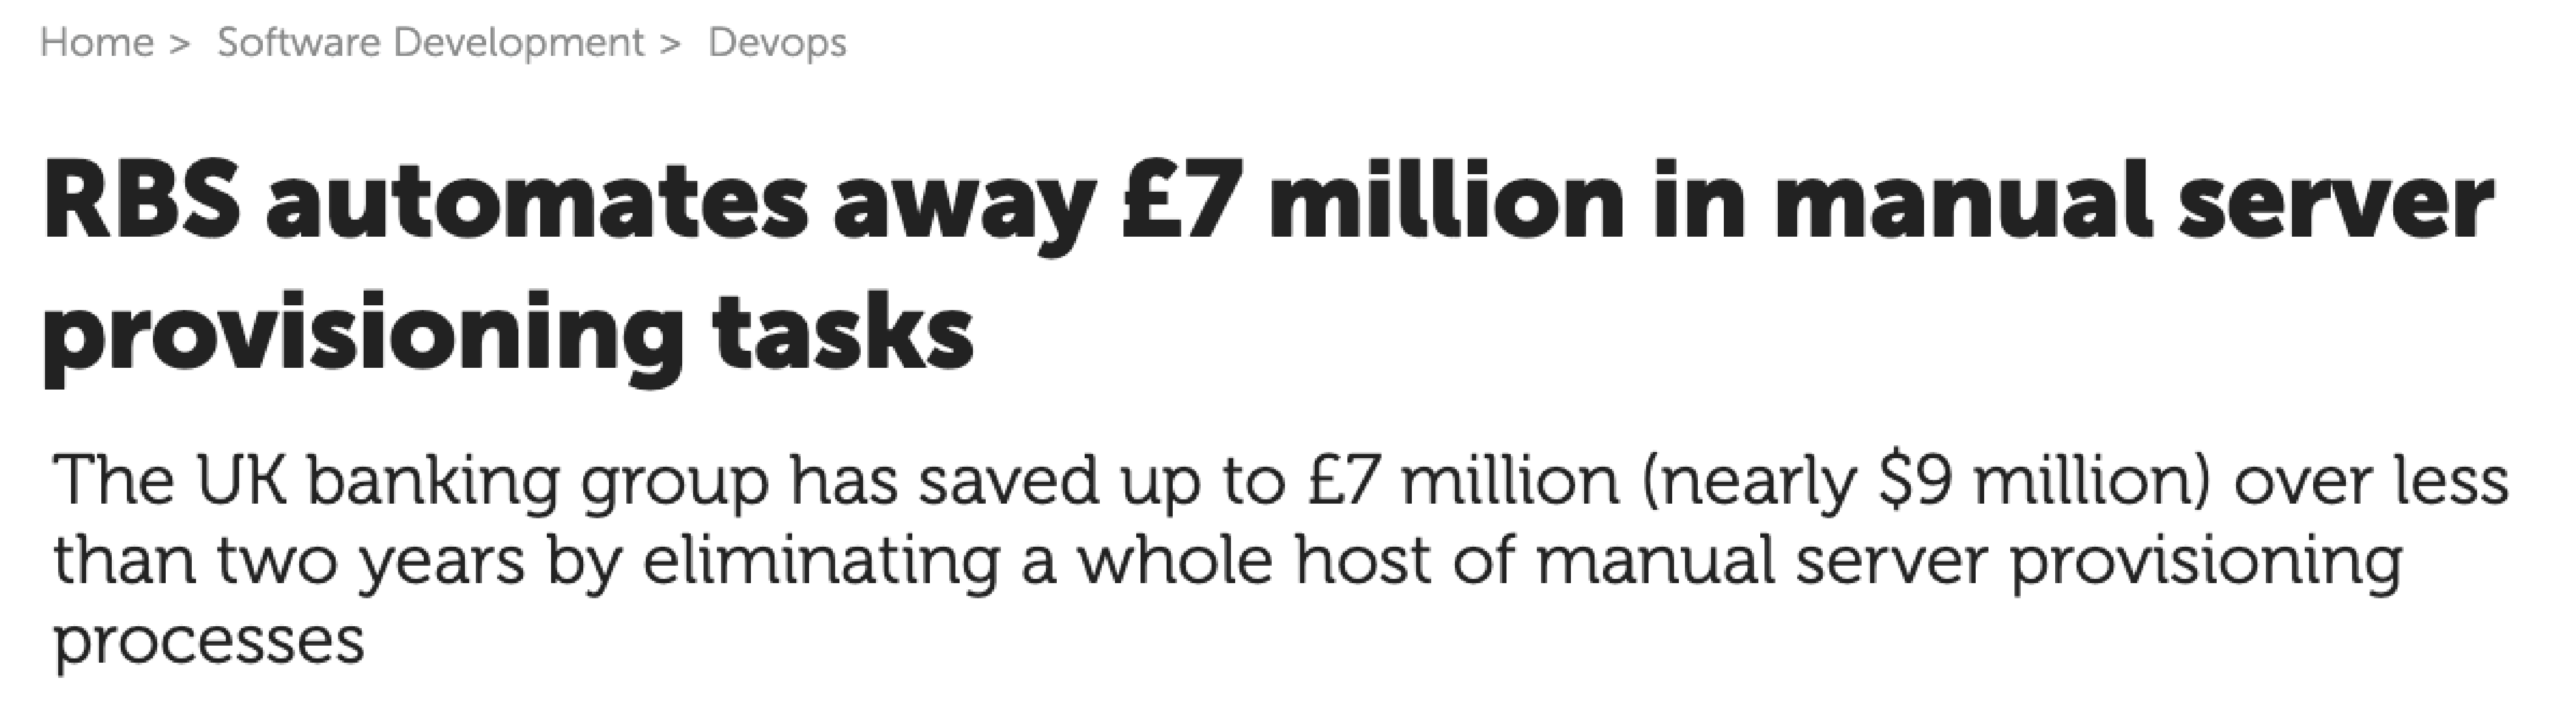 Home > Software Development > Devops
RBS automates away £7 million in manual server
provisioning tasks
The UK banking group has saved up to £7 million (nearly $9 million) over less
than two years by eliminating a whole host of manual server provisioning
processes